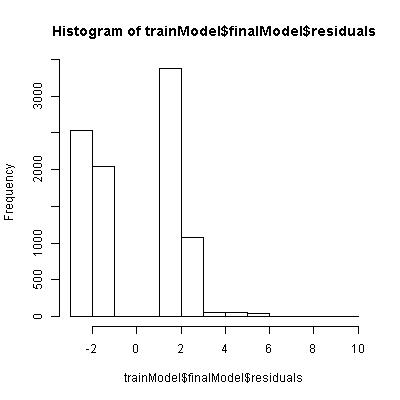 Histogram of trainModel$finalModel$residuals
Frequency
3000
2000
1000
500
0
-2 0 2 4 6 8 10
trainModel$finalModel$residuals